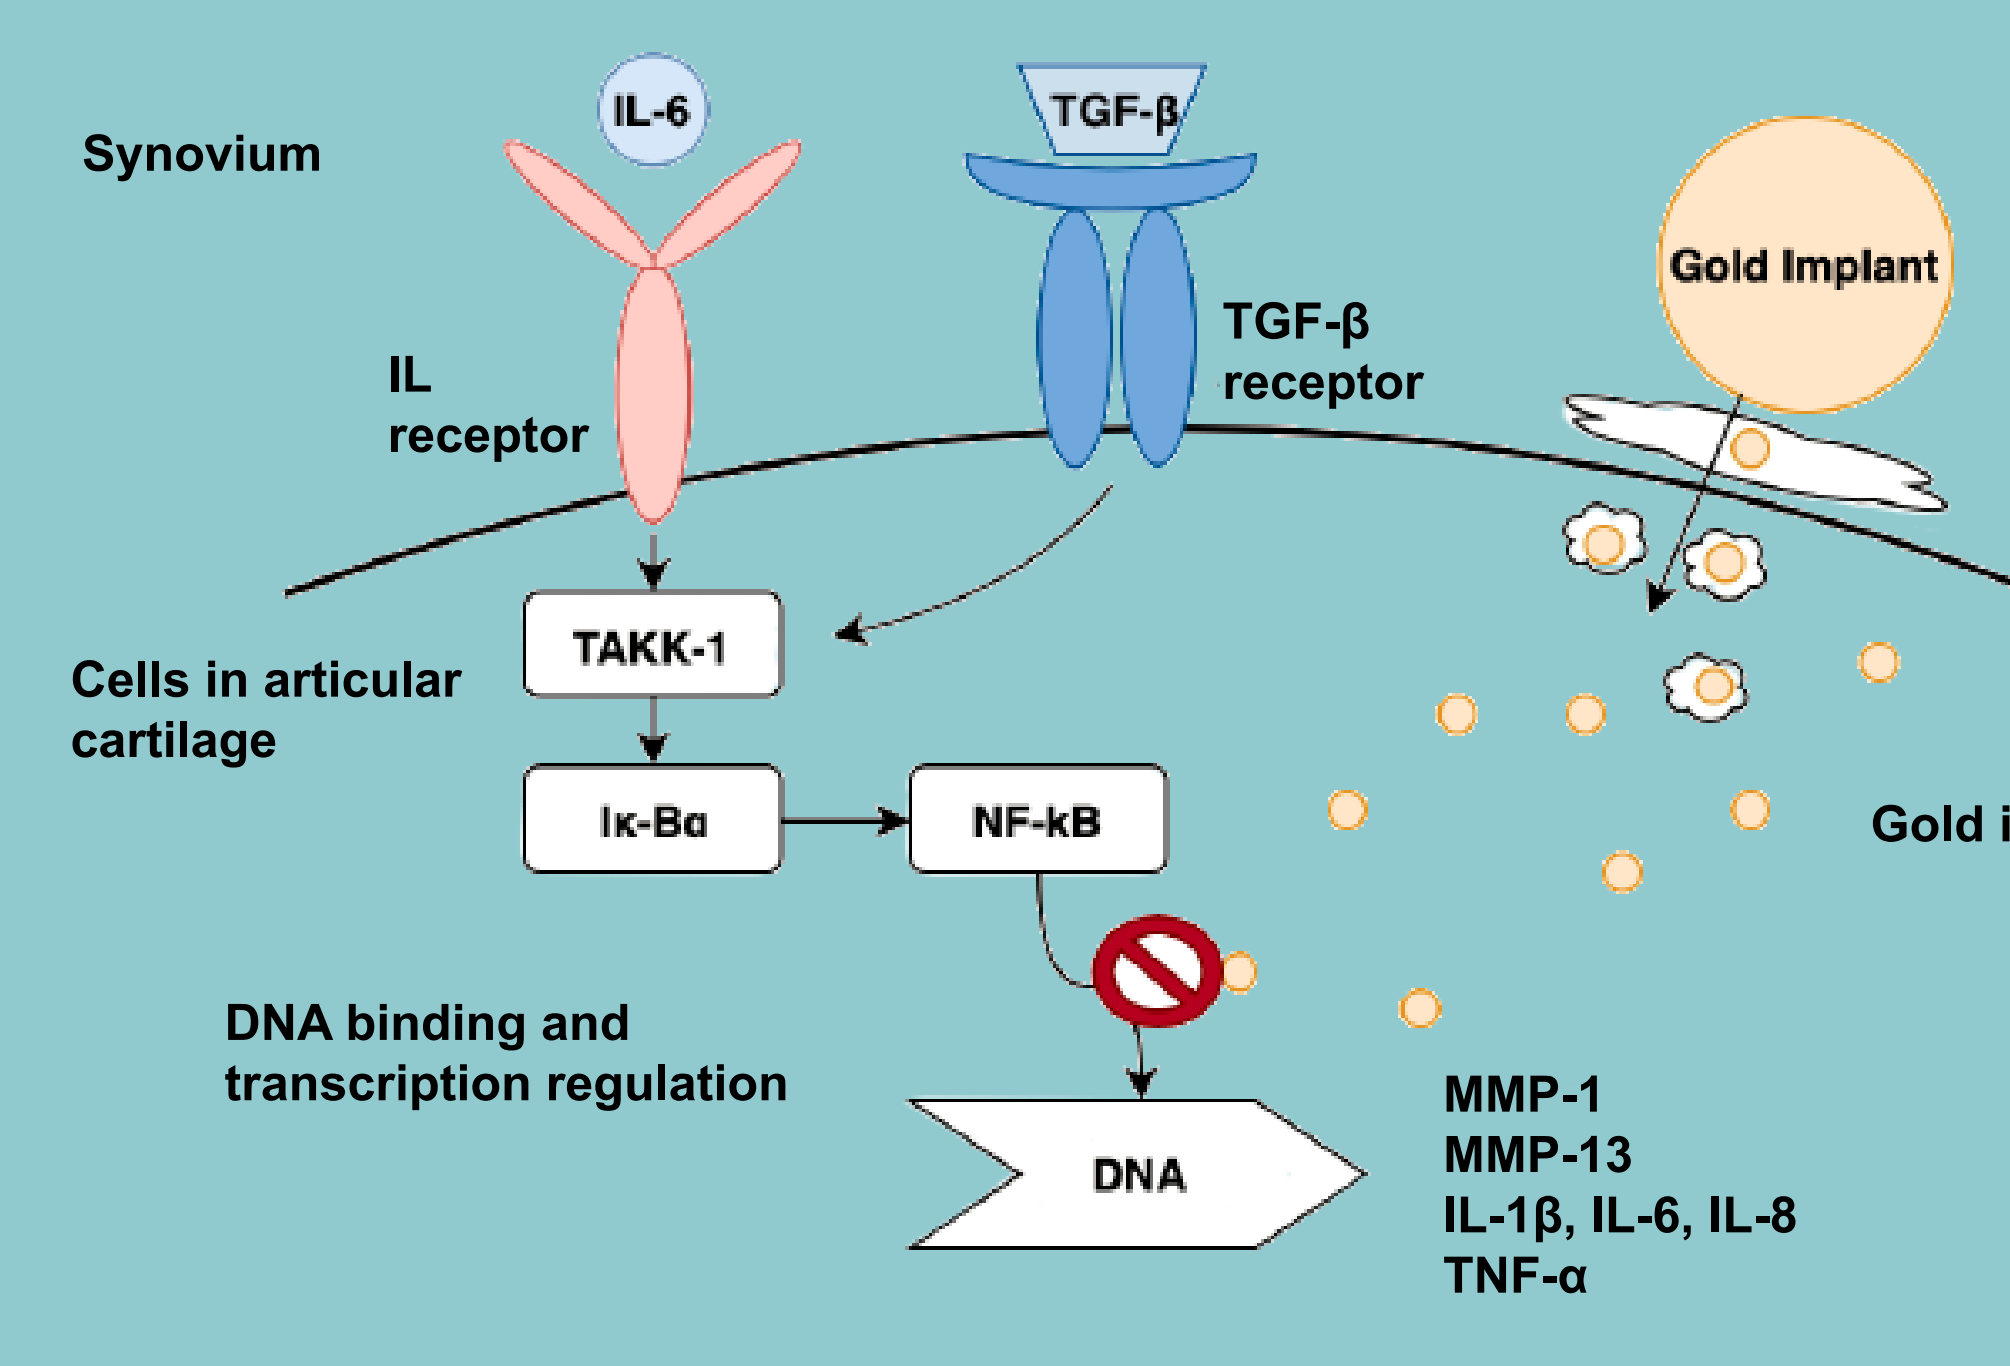 IL-6
TGF-β
Synovium
Gold Implant
TGF-β
receptor
IL
receptor
TAKK-1
Cells in articular
cartilage
Iκ-Bα
NF-kB
Gold i
DNA binding and
transcription regulation
MMP-1
MMP-13
IL-1β, IL-6, IL-8
TNF-α
DNA